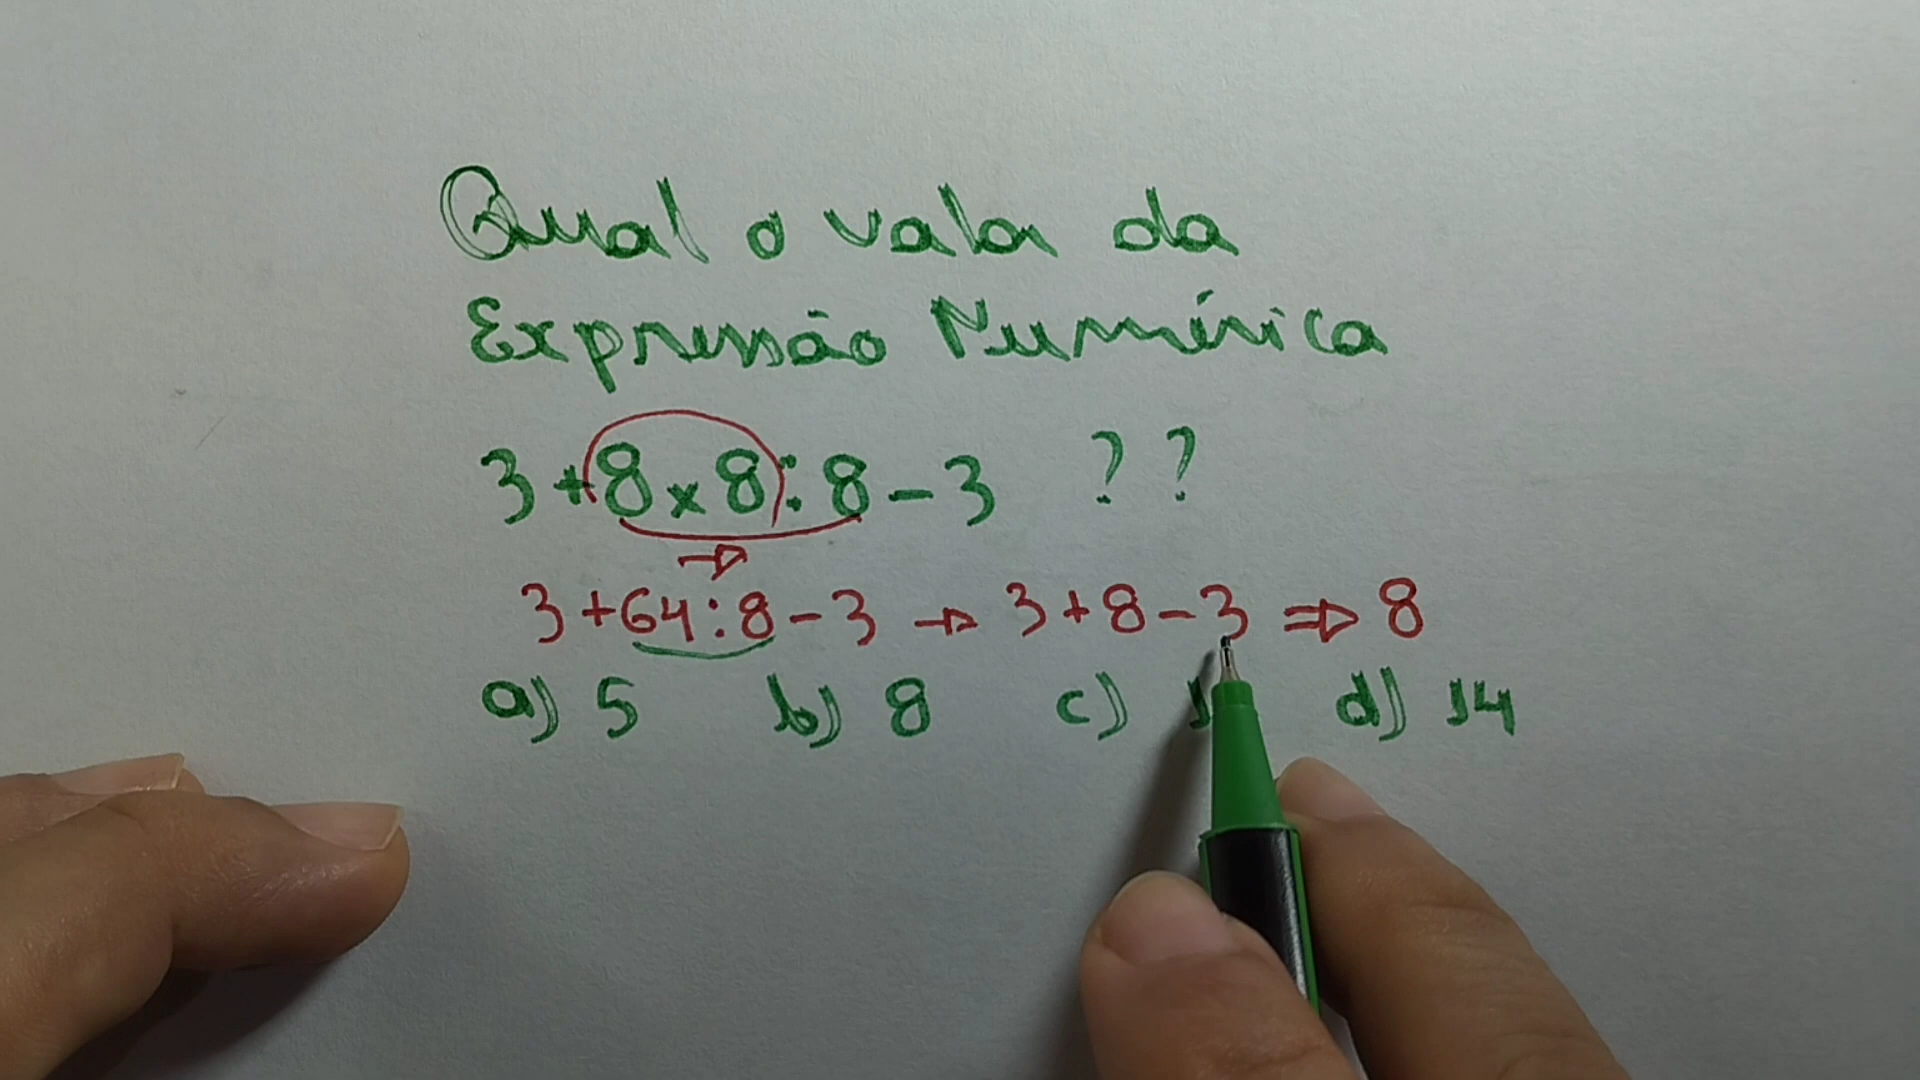 Qual o valor da
Expressão Numérica
3+8x8:8-3 ??
3+64:8-3 → 3+8-3 ⇒ 8
a) 5 b) 8 c) d) 14